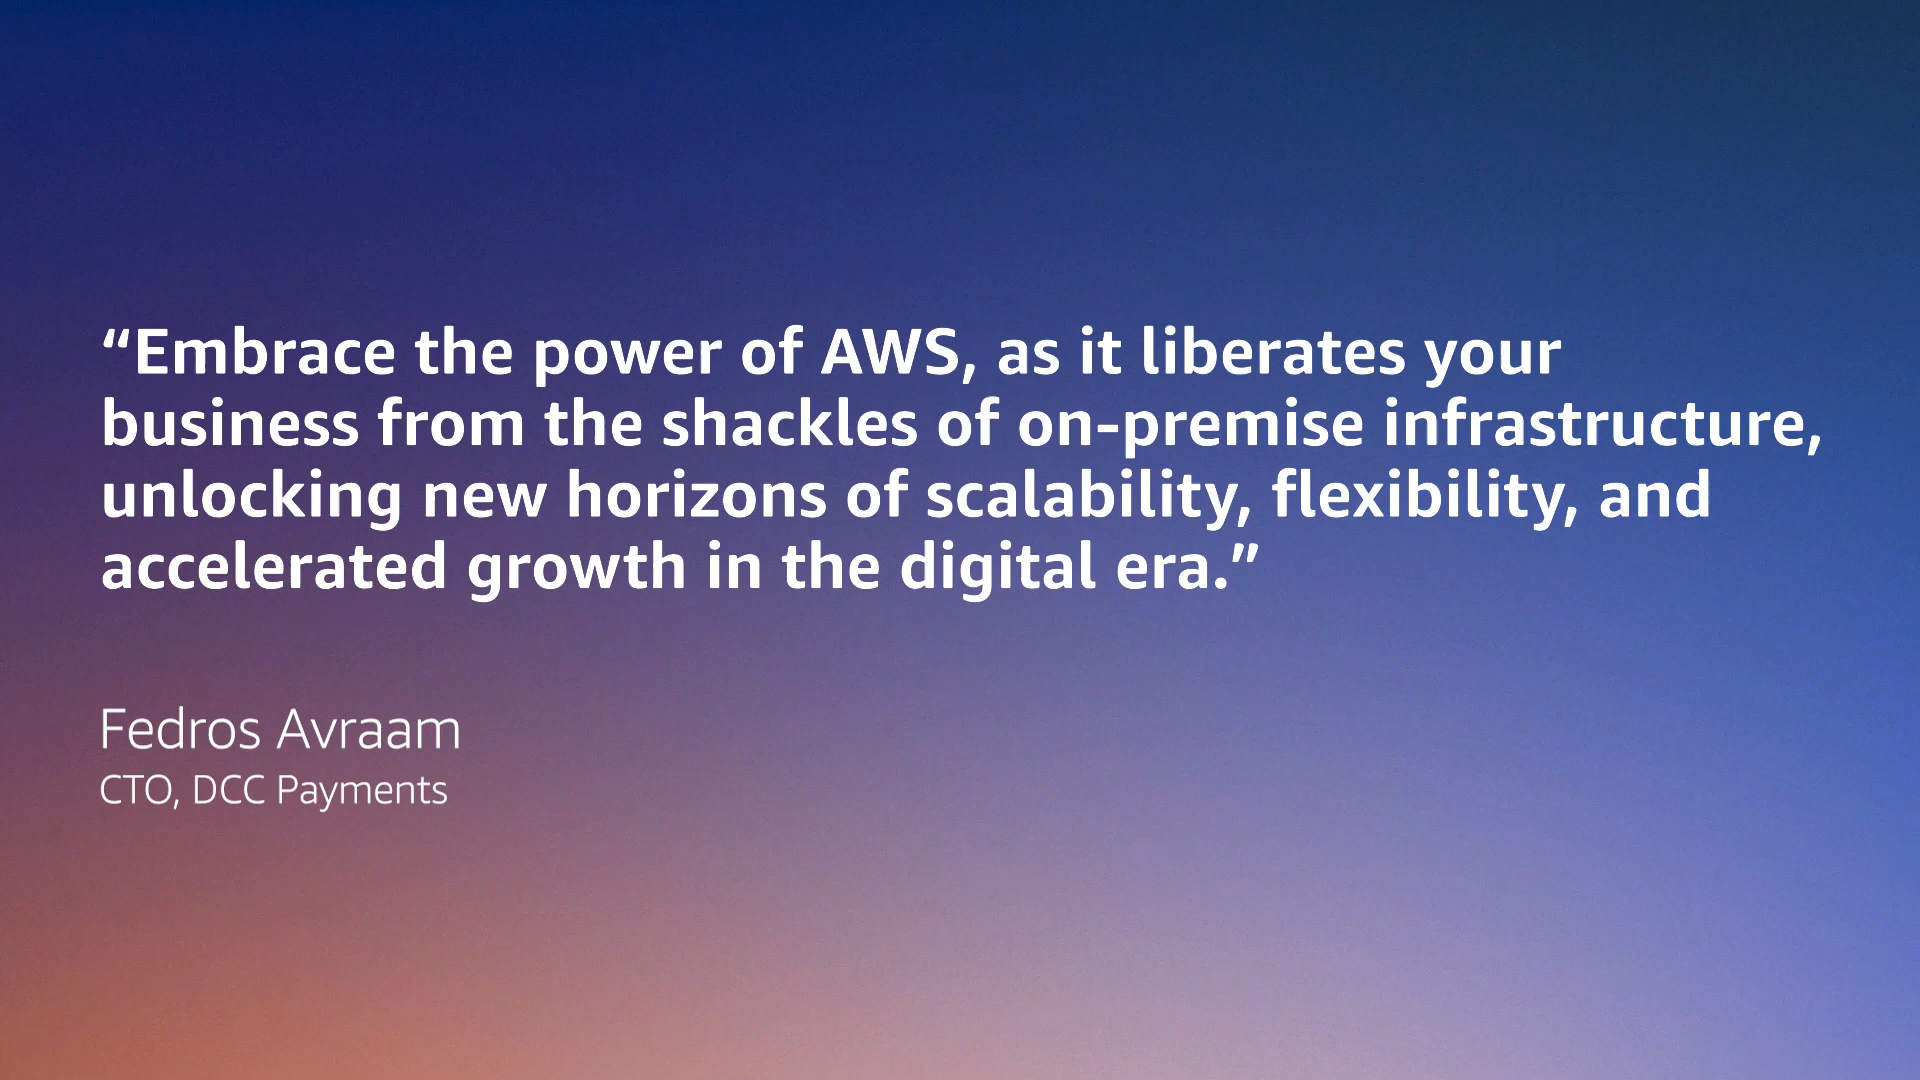 “Embrace the power of AWS, as it liberates your
business from the shackles of on-premise infrastructure,
unlocking new horizons of scalability, flexibility, and
accelerated growth in the digital era.”
Fedros Avraam
CTO, DCC Payments